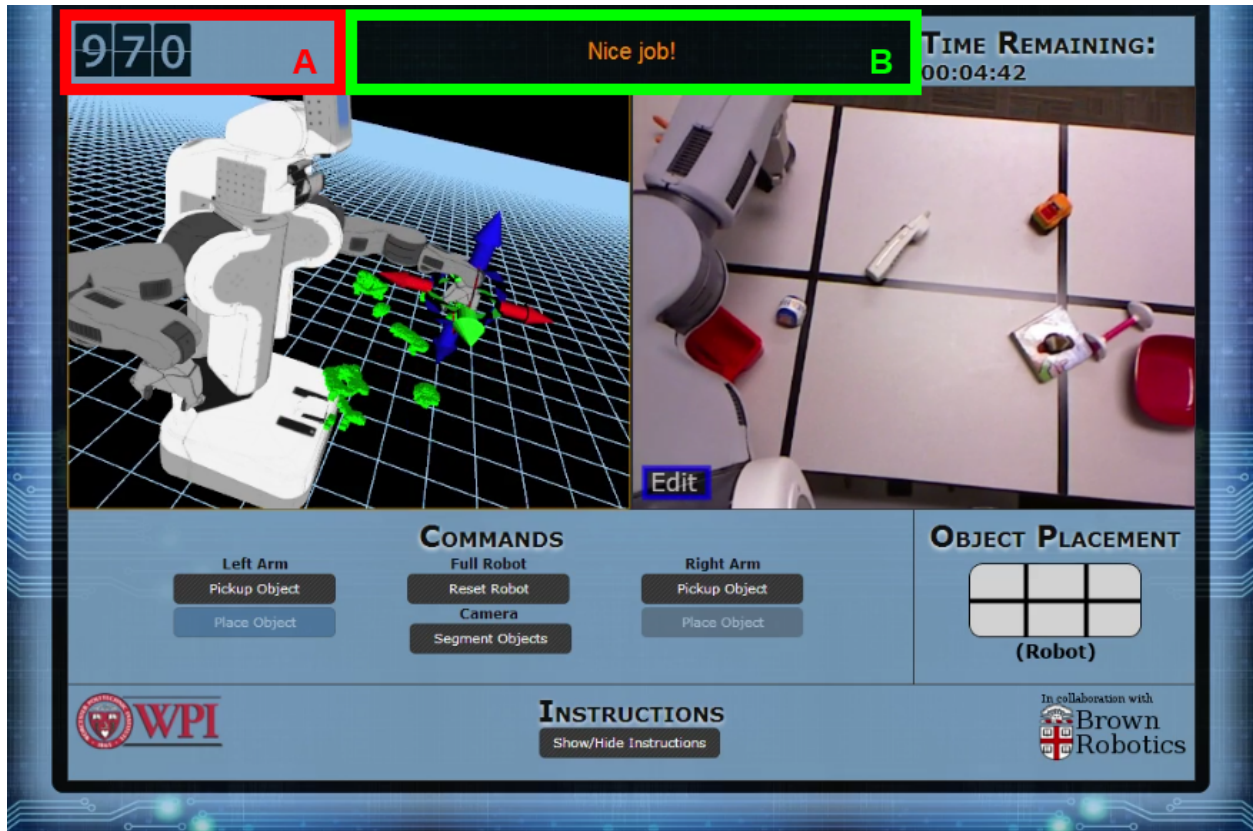 970
A
Nice job!
B
TIME REMAINING:
00:04:42
Edit
COMMANDS
Left Arm
Pickup Object
Place Object
Full Robot
Reset Robot
Camera
Segment Objects
Right Arm
Pickup Object
Place Object
OBJECT PLACEMENT
(Robot)
WPI
INSTRUCTIONS
Show/Hide Instructions
In collaboration with
Brown
Robotics